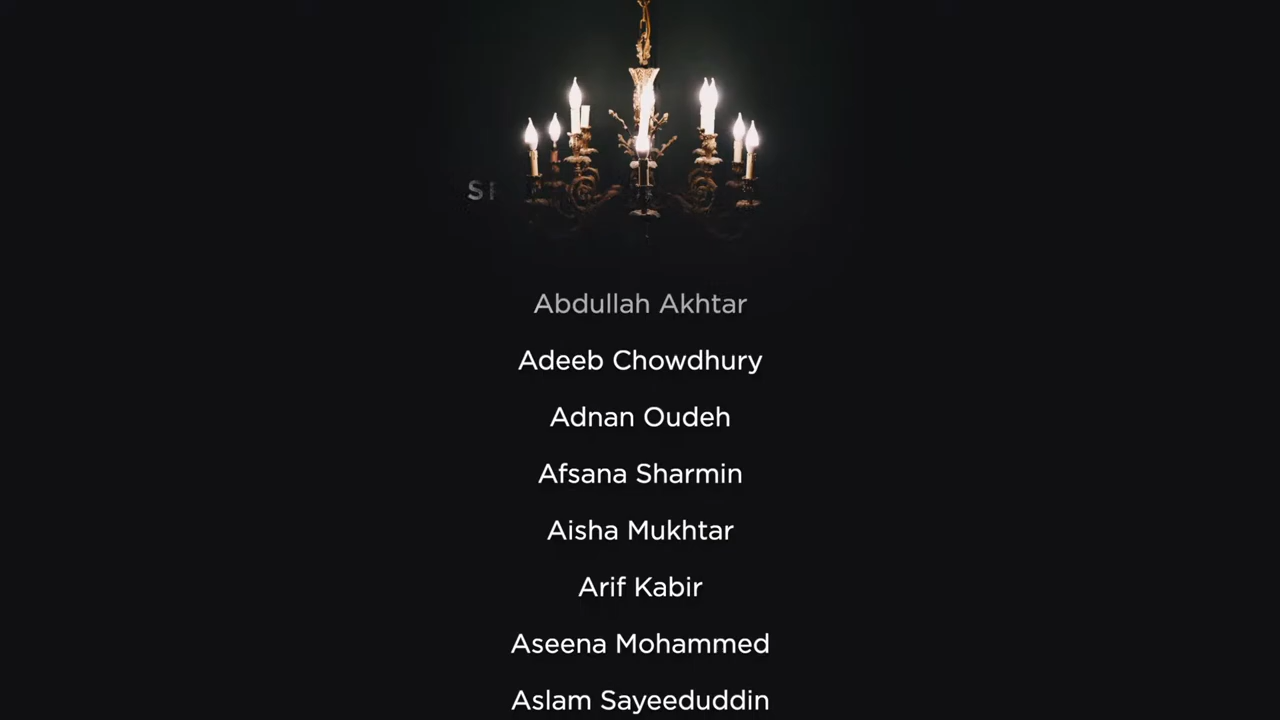 Abdullah Akhtar
Adeeb Chowdhury
Adnan Oudeh
Afsana Sharmin
Aisha Mukhtar
Arif Kabir
Aseena Mohammed
Aslam Sayeeduddin